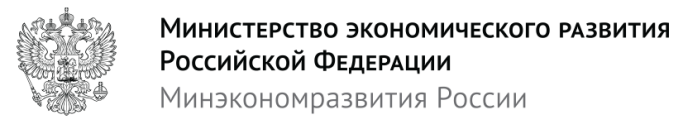 Министерство экономического развития
Российской Федерации
Минэкономразвития России